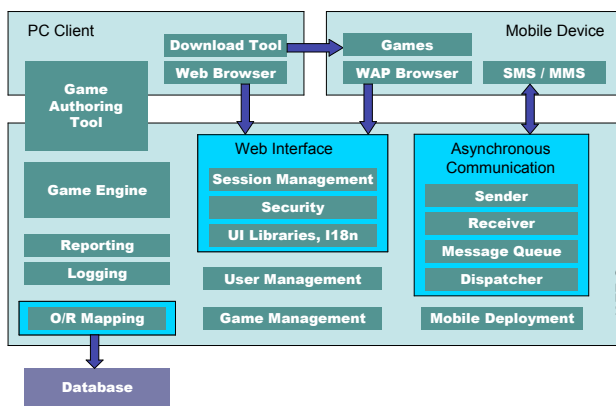 PC Client
Mobile Device
Download Tool
Games
Web Browser
WAP Browser
SMS / MMS
Game
Authoring
Tool
Web Interface
Asynchronous
Communication
Session Management
Game Engine
Sender
Security
Receiver
UI Libraries, I18n
Reporting
Message Queue
Logging
User Management
Dispatcher
O/R Mapping
Game Management
Mobile Deployment
Database